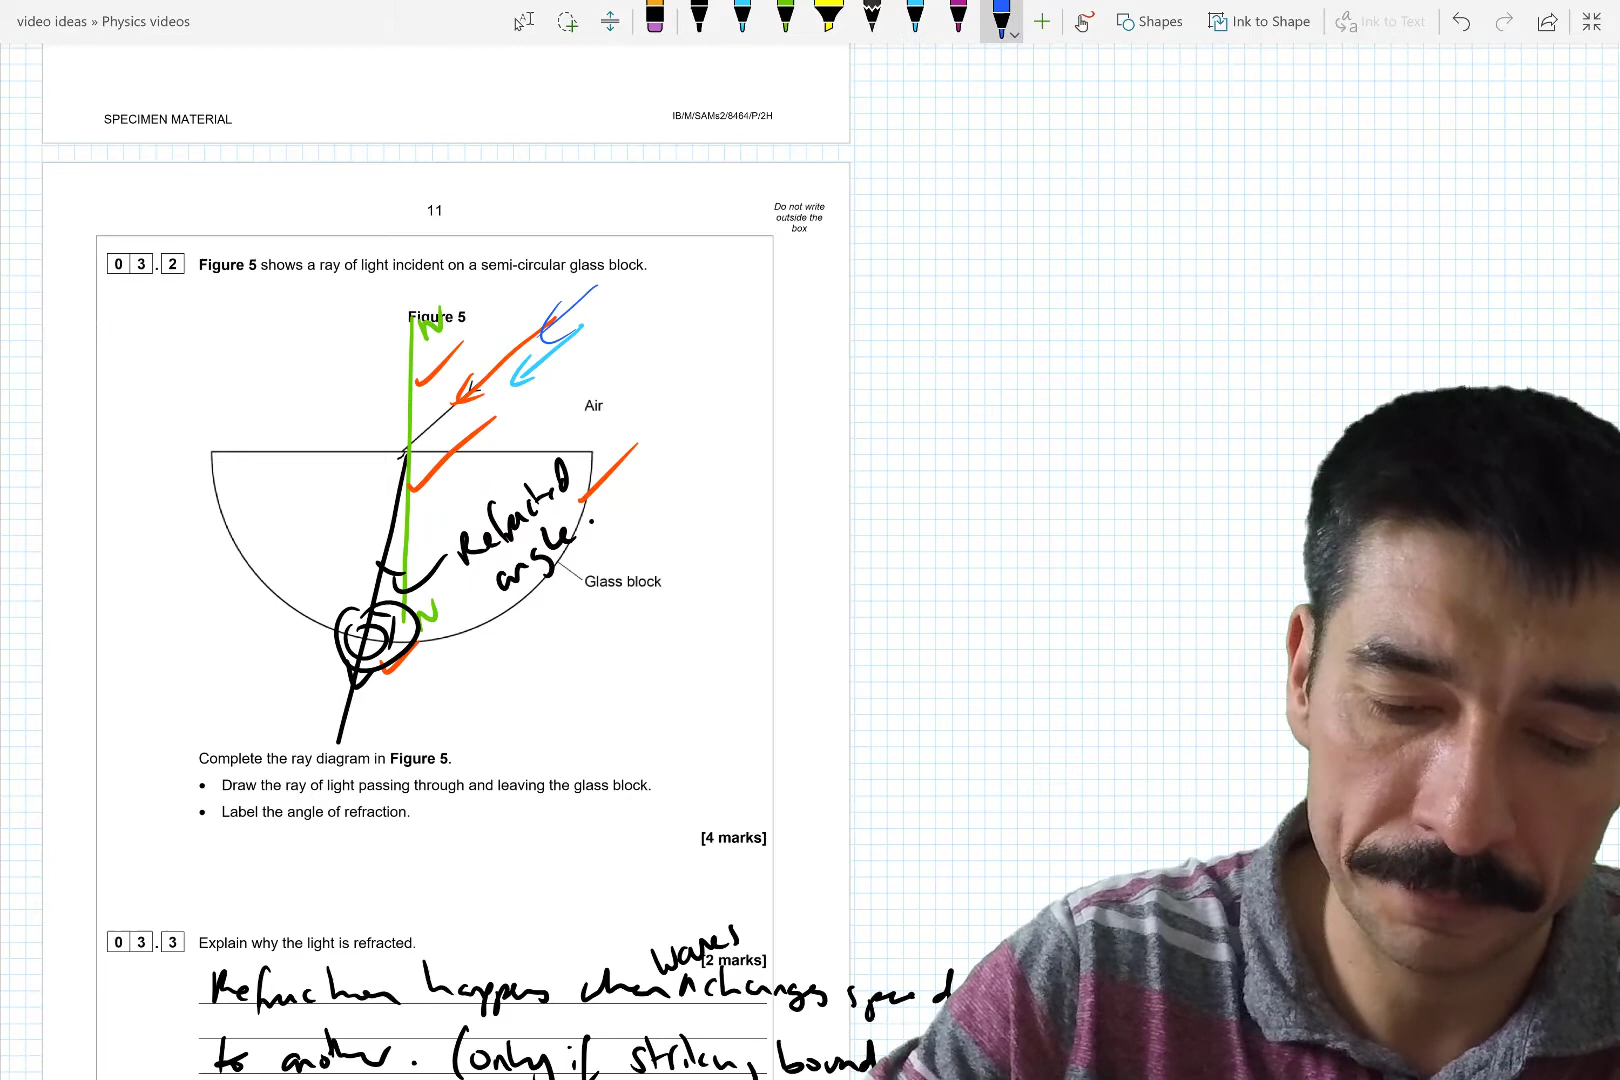 video ideas » Physics videos
Shapes
Ink to Shape
Ink to Text
SPECIMEN MATERIAL
IB/M/SAMs2/8464/P/2H
11
Do not write
outside the
box
0 3 . 2 Figure 5 shows a ray of light incident on a semi-circular glass block.
Figure 5
N
Air
Refracted
angle.
Glass block
N
Complete the ray diagram in Figure 5.
• Draw the ray of light passing through and leaving the glass block.
• Label the angle of refraction.
[4 marks]
0 3 . 3 Explain why the light is refracted.
waves
[2 marks]
Refraction happens when changes speed
to another. (only if striking bound